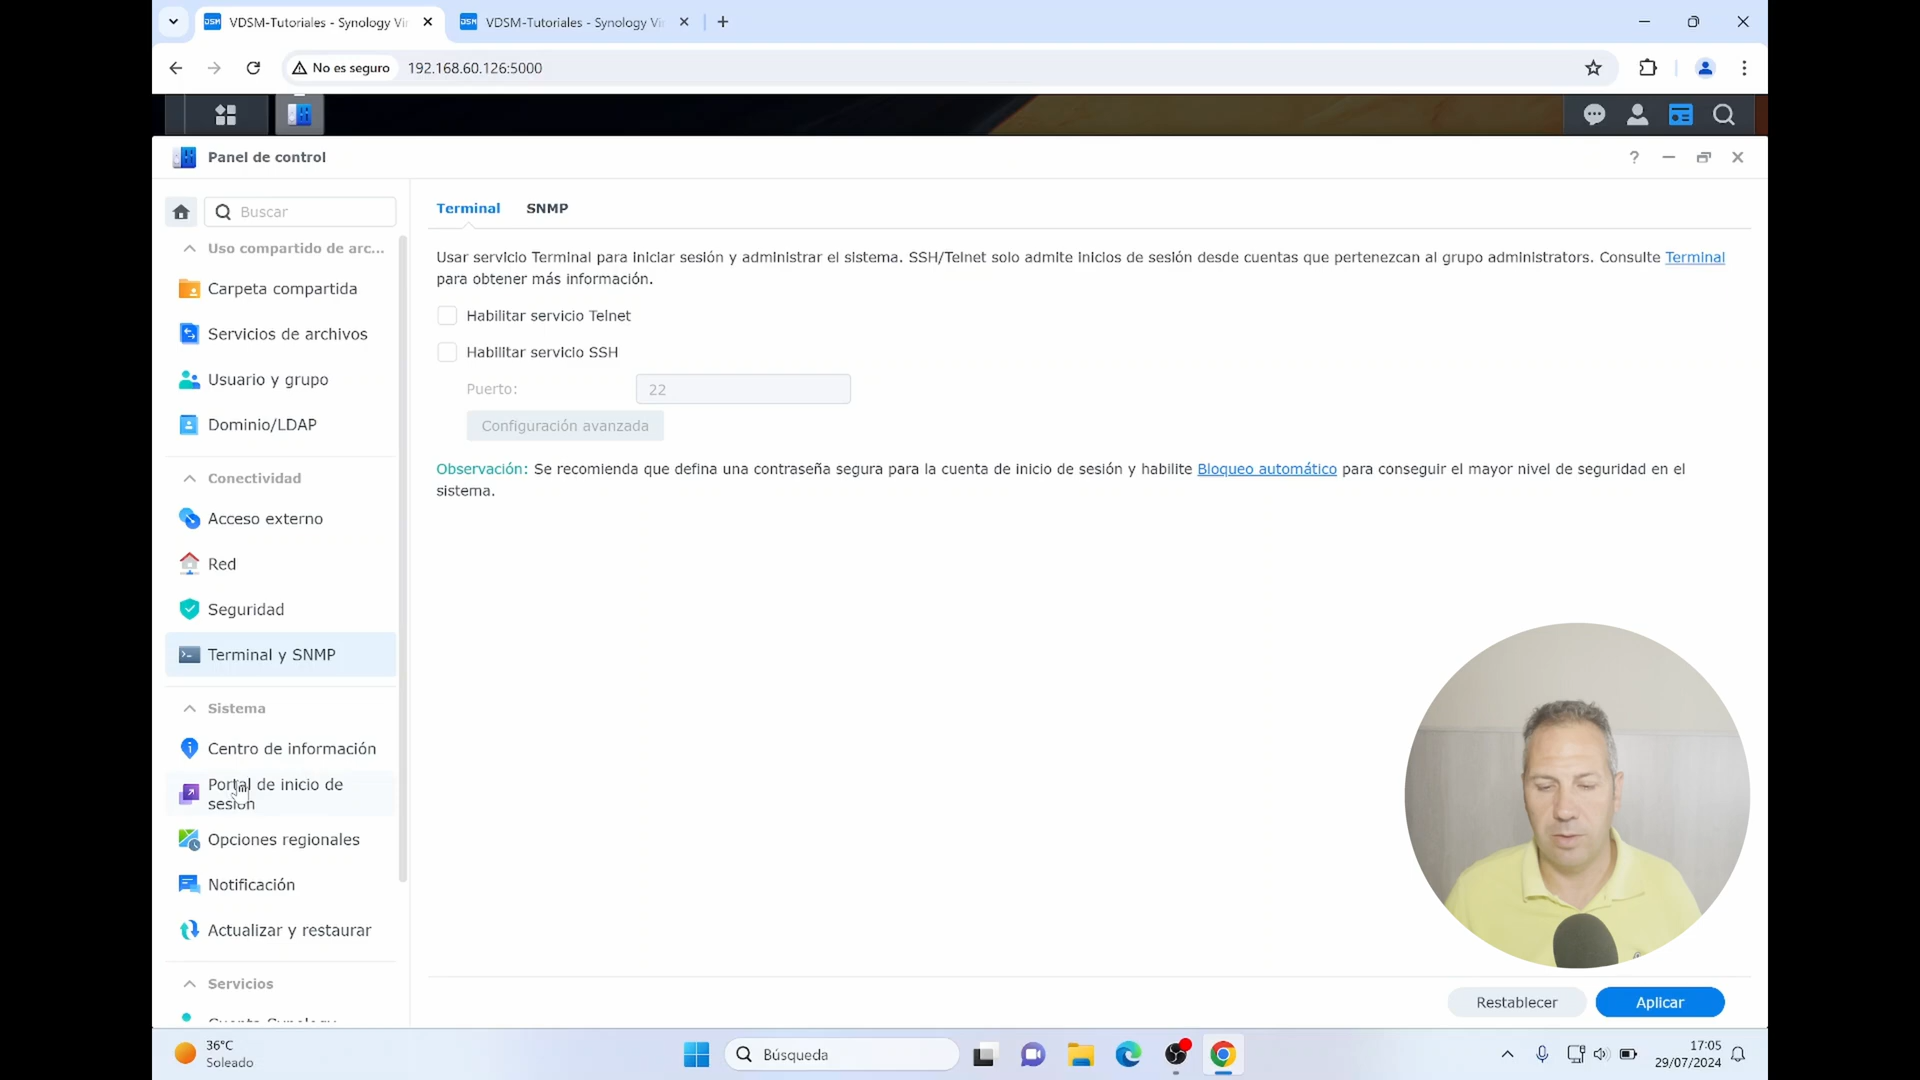 VDSM-Tutoriales - Synology Vi
VDSM-Tutoriales - Synology Vi
No es seguro
192.168.60.126:5000
Panel de control
Buscar
Terminal
SNMP
Uso compartido de arc...
Carpeta compartida
Servicios de archivos
Usuario y grupo
Dominio/LDAP
Conectividad
Acceso externo
Red
Seguridad
Terminal y SNMP
Sistema
Centro de información
Portal de inicio de
sesión
Opciones regionales
Notificación
Actualizar y restaurar
Servicios
Cuenta Synology
Usar servicio Terminal para iniciar sesión y administrar el sistema. SSH/Telnet solo admite inicios de sesión desde cuentas que pertenezcan al grupo administrators. Consulte Terminal
para obtener más información.
Habilitar servicio Telnet
Habilitar servicio SSH
Puerto:
22
Configuración avanzada
Observación: Se recomienda que defina una contraseña segura para la cuenta de inicio de sesión y habilite Bloqueo automático para conseguir el mayor nivel de seguridad en el
sistema.
Restablecer
Aplicar
36°C
Soleado
Búsqueda
17:05
29/07/2024